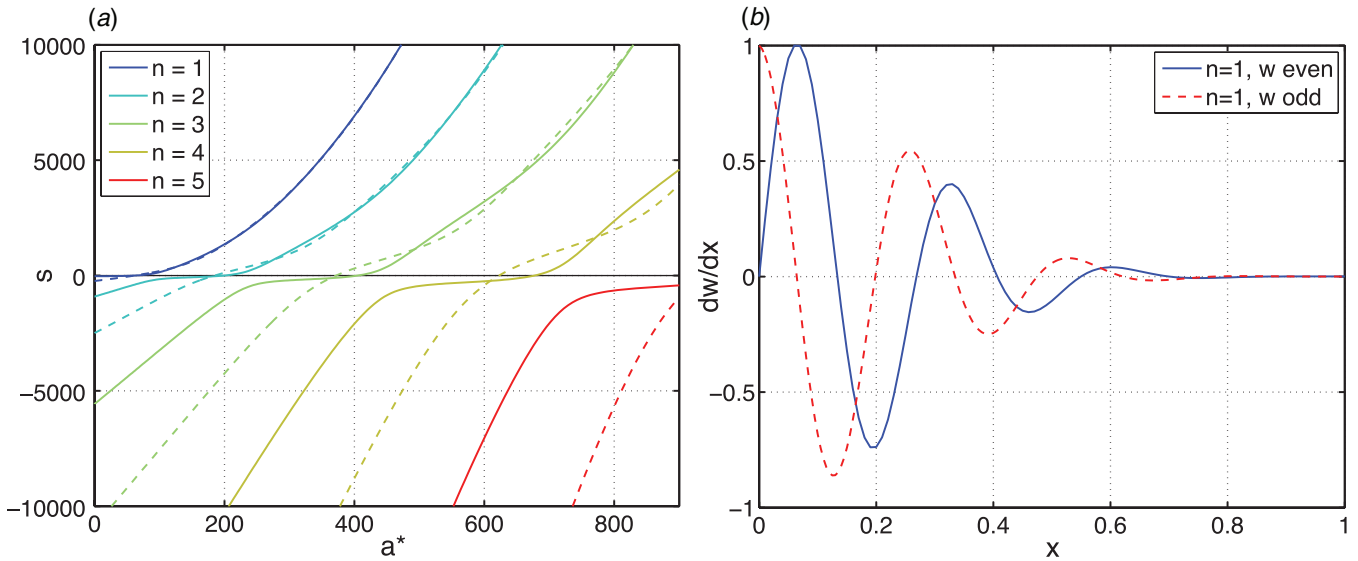 (a)
10000
5000
0
−5000
−10000
s
n = 1
n = 2
n = 3
n = 4
n = 5
0 200 400 600 800
a*
(b)
1
0.5
0
−0.5
−1
dw/dx
n=1, w even
n=1, w odd
0 0.2 0.4 0.6 0.8 1
x